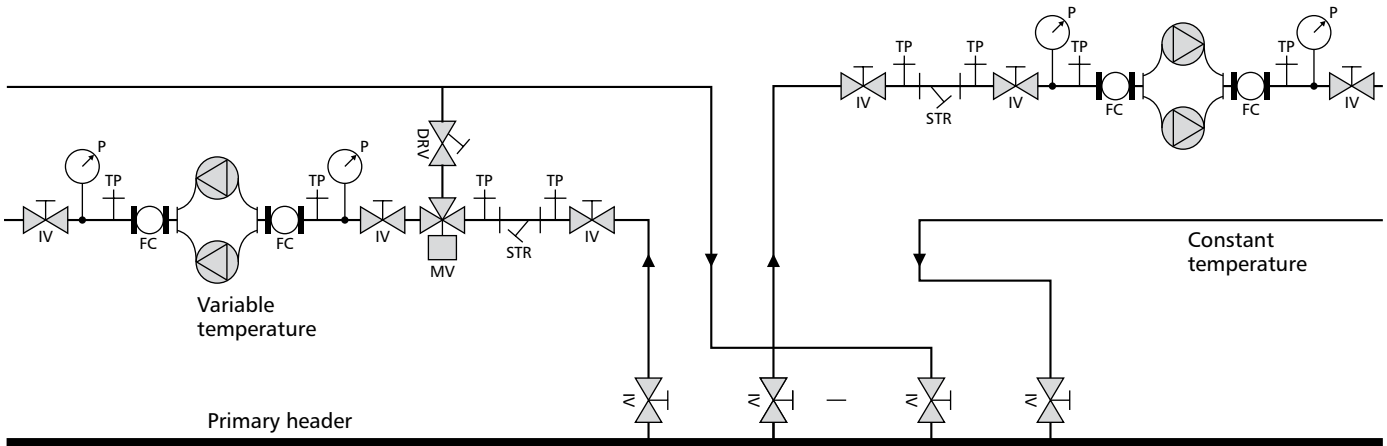 P
P
TP
TP
TP
TP
IV
STR
IV
FC
FC
IV
DRV
P
P
TP
TP
TP
TP
IV
FC
FC
IV
MV
STR
IV
Constant
temperature
Variable
temperature
IV
IV
IV
IV
Primary header